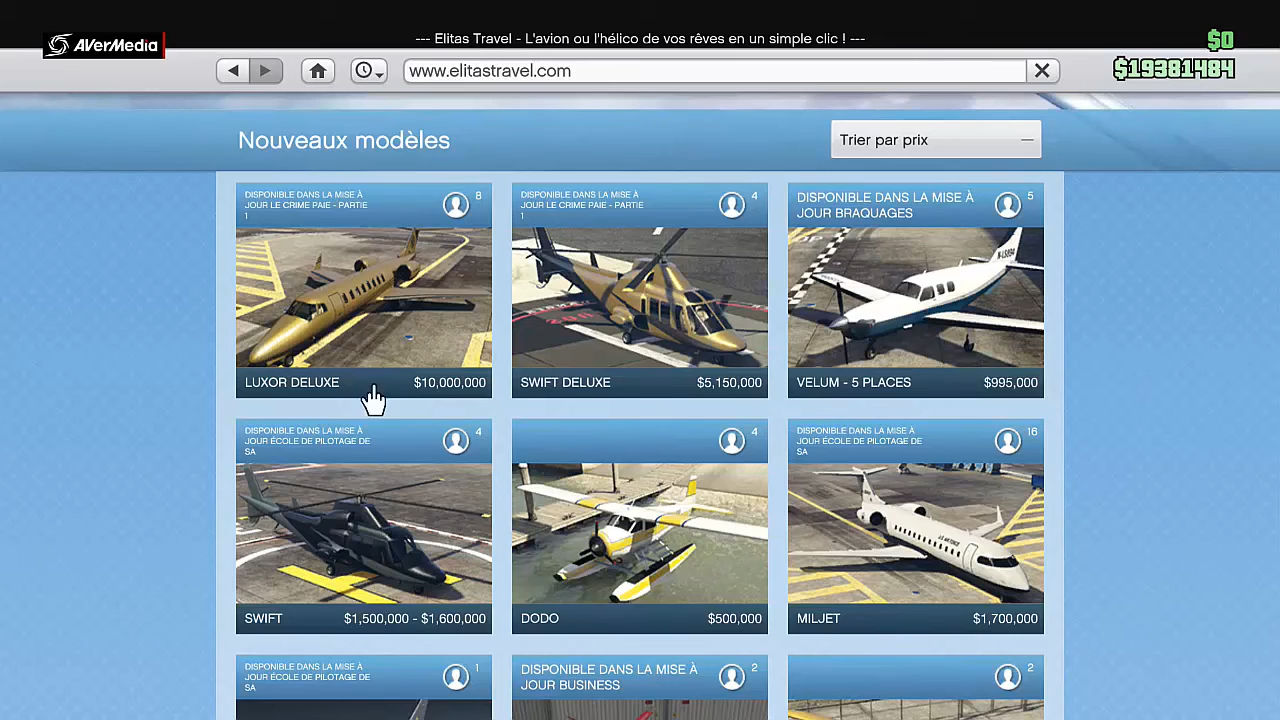 AVerMedia
--- Elitas Travel - L'avion ou l'hélico de vos rêves en un simple clic ! ---
$0
www.elitastravel.com
$19381484
Nouveaux modèles
Trier par prix
DISPONIBLE DANS LA MISE À
JOUR LE CRIME PAIE - PARTIE
1
8
LUXOR DELUXE
$10,000,000
DISPONIBLE DANS LA MISE À
JOUR LE CRIME PAIE - PARTIE
1
4
SWIFT DELUXE
$5,150,000
DISPONIBLE DANS LA MISE À
JOUR BRAQUAGES
5
VELUM - 5 PLACES
$995,000
DISPONIBLE DANS LA MISE À
JOUR ÉCOLE DE PILOTAGE DE
SA
4
SWIFT
$1,500,000 - $1,600,000
4
DODO
$500,000
DISPONIBLE DANS LA MISE À
JOUR ÉCOLE DE PILOTAGE DE
SA
16
MILJET
$1,700,000
DISPONIBLE DANS LA MISE À
JOUR ÉCOLE DE PILOTAGE DE
SA
1
DISPONIBLE DANS LA MISE À
JOUR BUSINESS
2
2